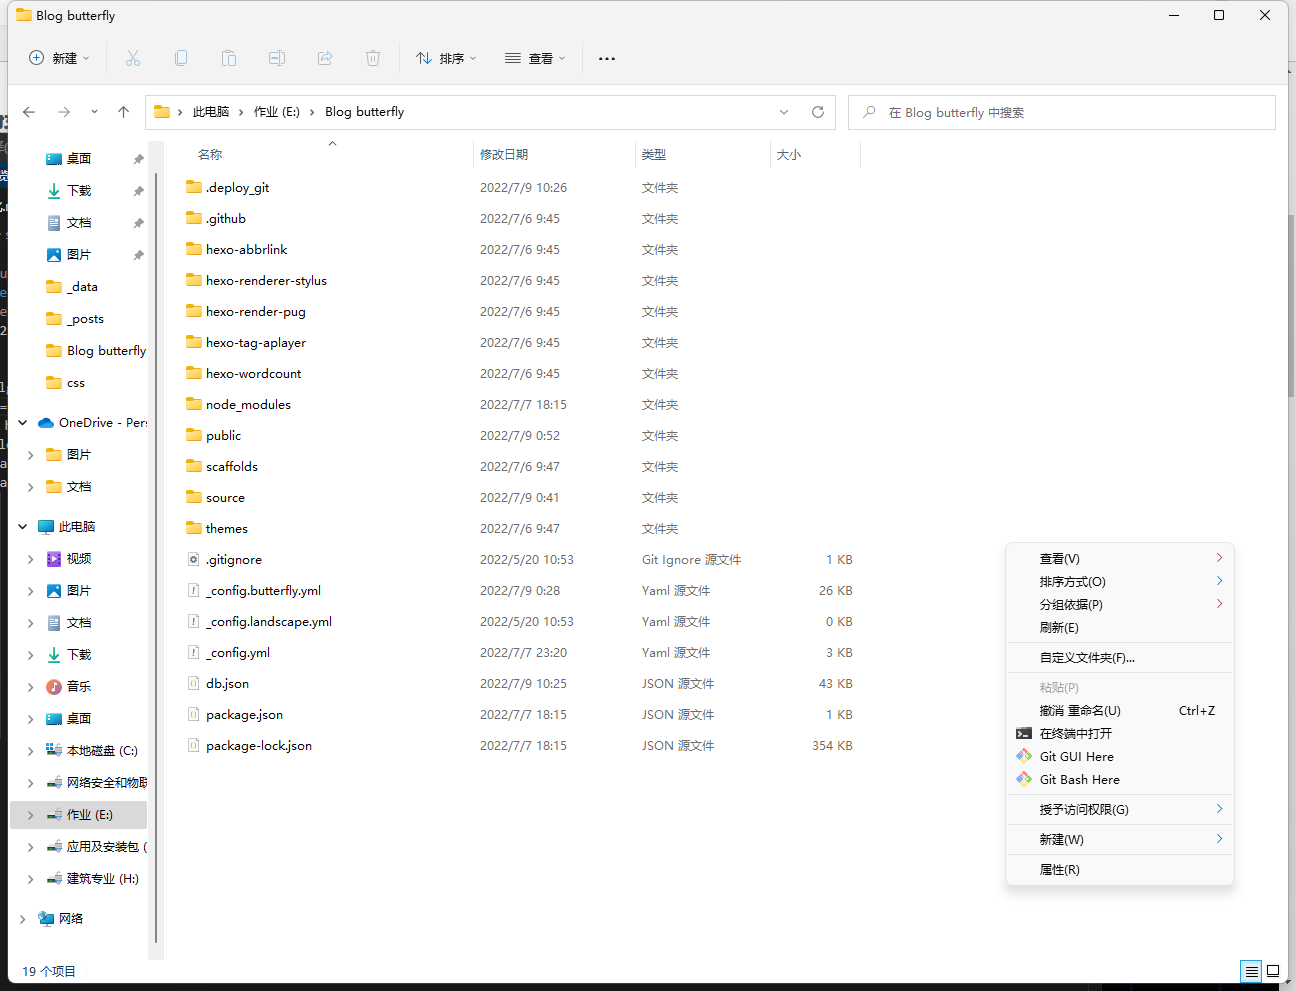 Blog butterfly
新建
排序
查看
此电脑 作业 (E:) Blog butterfly
在 Blog butterfly 中搜索
桌面
下载
文档
图片
_data
_posts
Blog butterfly
css
OneDrive - Pers
图片
文档
此电脑
视频
图片
文档
下载
音乐
桌面
本地磁盘 (C:)
网络安全和物联
作业 (E:)
应用及安装包 (
建筑专业 (H:)
网络
名称 修改日期 类型 大小
.deploy_git 2022/7/9 10:26 文件夹
.github 2022/7/6 9:45 文件夹
hexo-abbrlink 2022/7/6 9:45 文件夹
hexo-renderer-stylus 2022/7/6 9:45 文件夹
hexo-render-pug 2022/7/6 9:45 文件夹
hexo-tag-aplayer 2022/7/6 9:45 文件夹
hexo-wordcount 2022/7/6 9:45 文件夹
node_modules 2022/7/7 18:15 文件夹
public 2022/7/9 0:52 文件夹
scaffolds 2022/7/6 9:47 文件夹
source 2022/7/9 0:41 文件夹
themes 2022/7/6 9:47 文件夹
.gitignore 2022/5/20 10:53 Git Ignore 源文件 1 KB
_config.butterfly.yml 2022/7/9 0:28 Yaml 源文件 26 KB
_config.landscape.yml 2022/5/20 10:53 Yaml 源文件 0 KB
_config.yml 2022/7/7 23:20 Yaml 源文件 3 KB
db.json 2022/7/9 10:25 JSON 源文件 43 KB
package.json 2022/7/7 18:15 JSON 源文件 1 KB
package-lock.json 2022/7/7 18:15 JSON 源文件 354 KB
查看(V)
排序方式(O)
分组依据(P)
刷新(E)
自定义文件夹(F)...
粘贴(P)
撤消 重命名(U) Ctrl+Z
在终端中打开
Git GUI Here
Git Bash Here
授予访问权限(G)
新建(W)
属性(R)
19 个项目